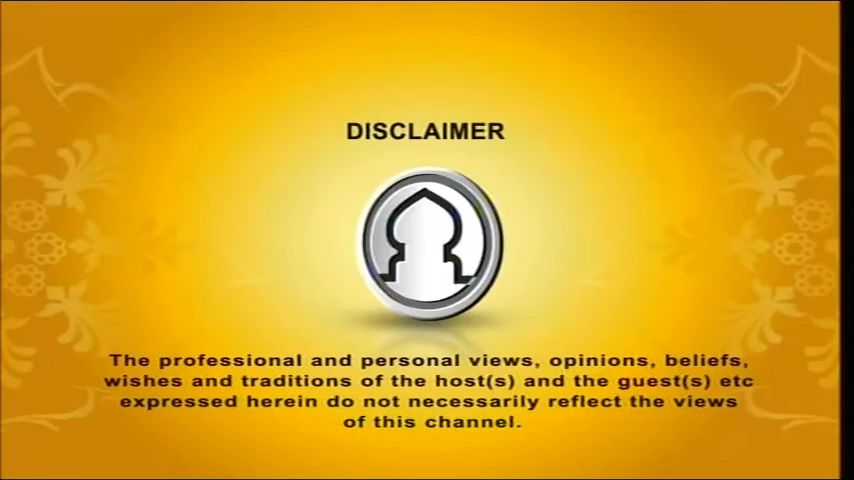 DISCLAIMER
The professional and personal views, opinions, beliefs,
wishes and traditions of the host(s) and the guest(s) etc
expressed herein do not necessarily reflect the views
of this channel.